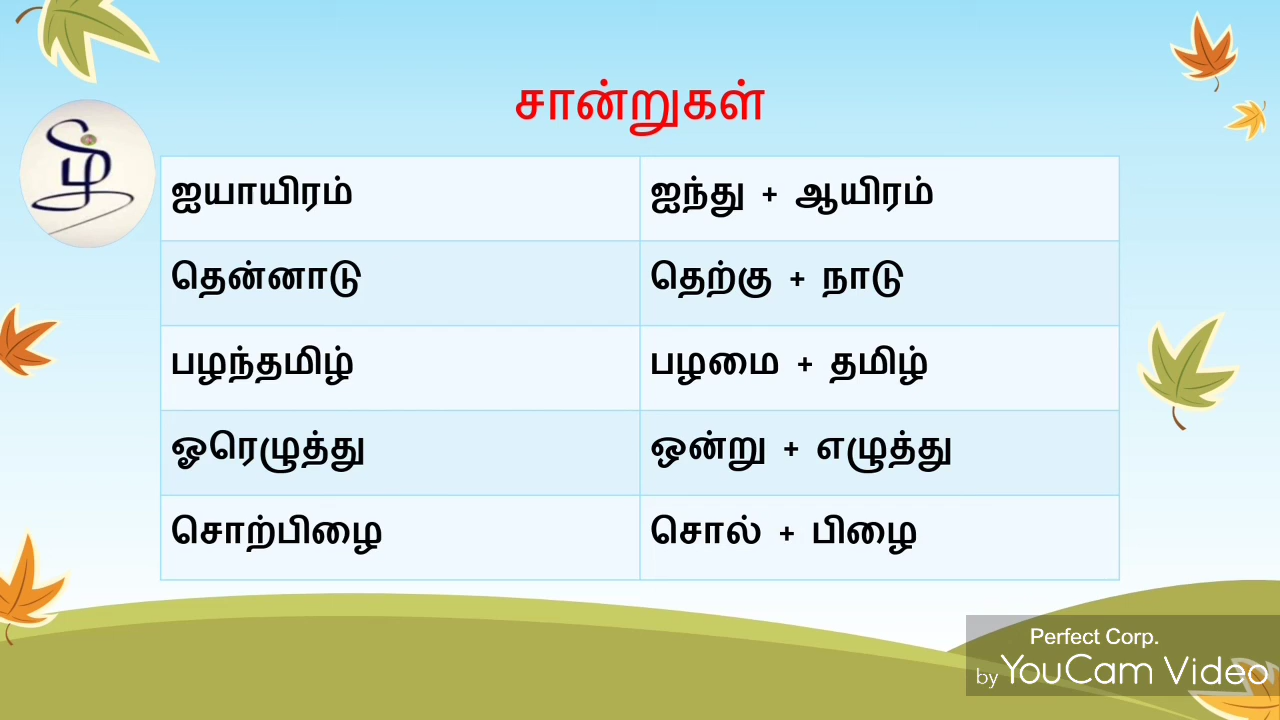 சான்றுகள்
ழி
ஐயாயிரம் ஐந்து + ஆயிரம்
தென்னாடு தெற்கு + நாடு
பழந்தமிழ் பழமை + தமிழ்
ஓரெழுத்து ஒன்று + எழுத்து
சொற்பிழை சொல் + பிழை
Perfect Corp.
by YouCam Video